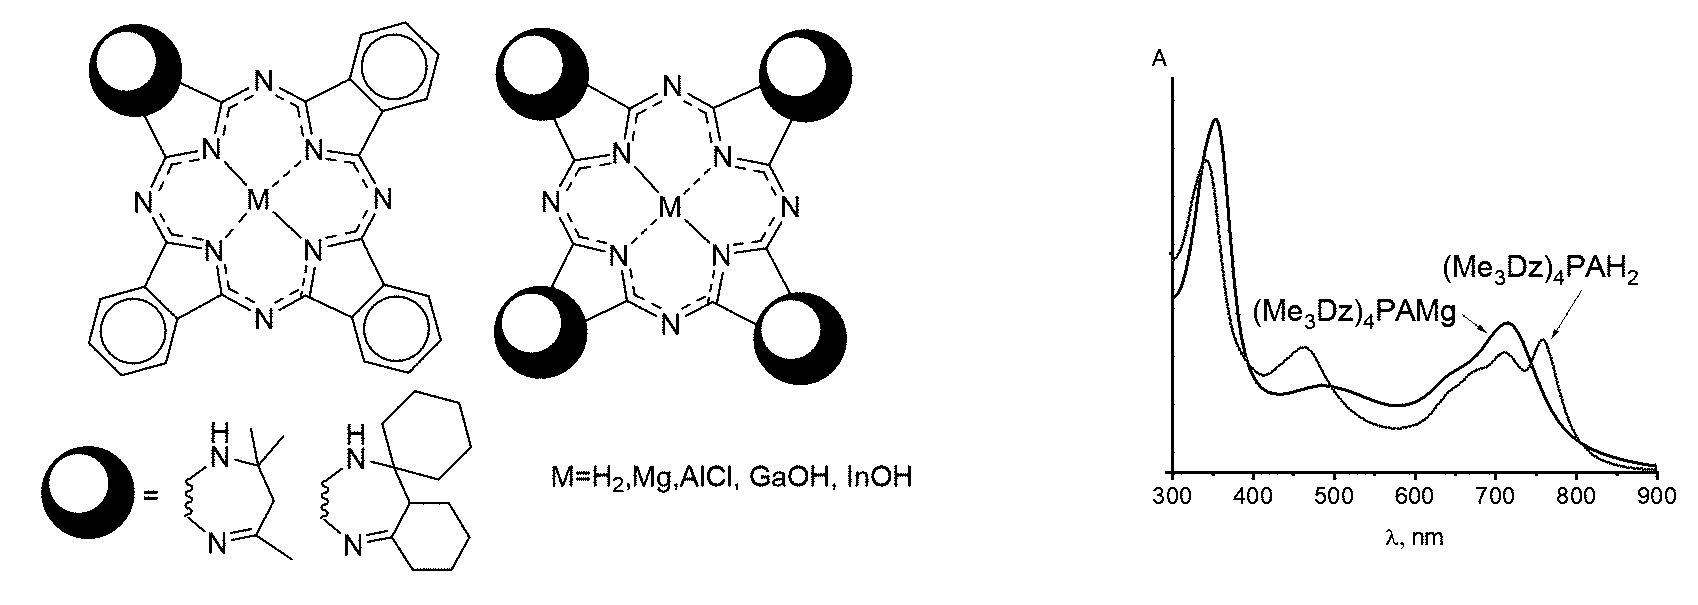 N
N
N
N
M
N
N
N
N
N
N
N
N
M
N
N
N
N
=
H
N
N
H
N
N
M=H₂,Mg,AlCl, GaOH, InOH
A
(Me₃Dz)₄PAH₂
(Me₃Dz)₄PAMg
300 400 500 600 700 800 900
λ, nm